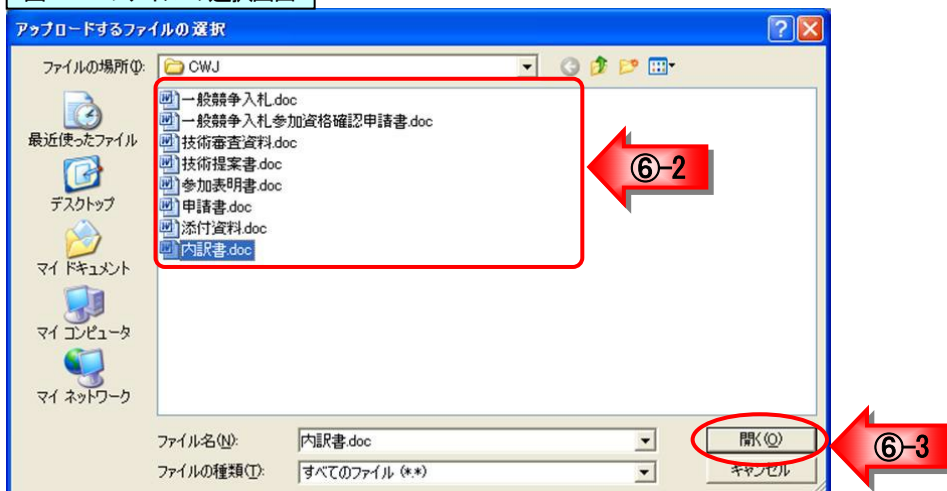 アップロードするファイルの選択
ファイルの場所(I):
CWJ
一般競争入札.doc
一般競争入札参加資格確認申請書.doc
技術審査資料.doc
技術提案書.doc
参加表明書.doc
申請書.doc
添付資料.doc
内訳書.doc
⑥-2
最近使ったファイル
デスクトップ
マイ ドキュメント
マイ コンピュータ
マイ ネットワーク
ファイル名(N):
内訳書.doc
開く(O)
⑥-3
ファイルの種類(T):
すべてのファイル (*.*)
キャンセル